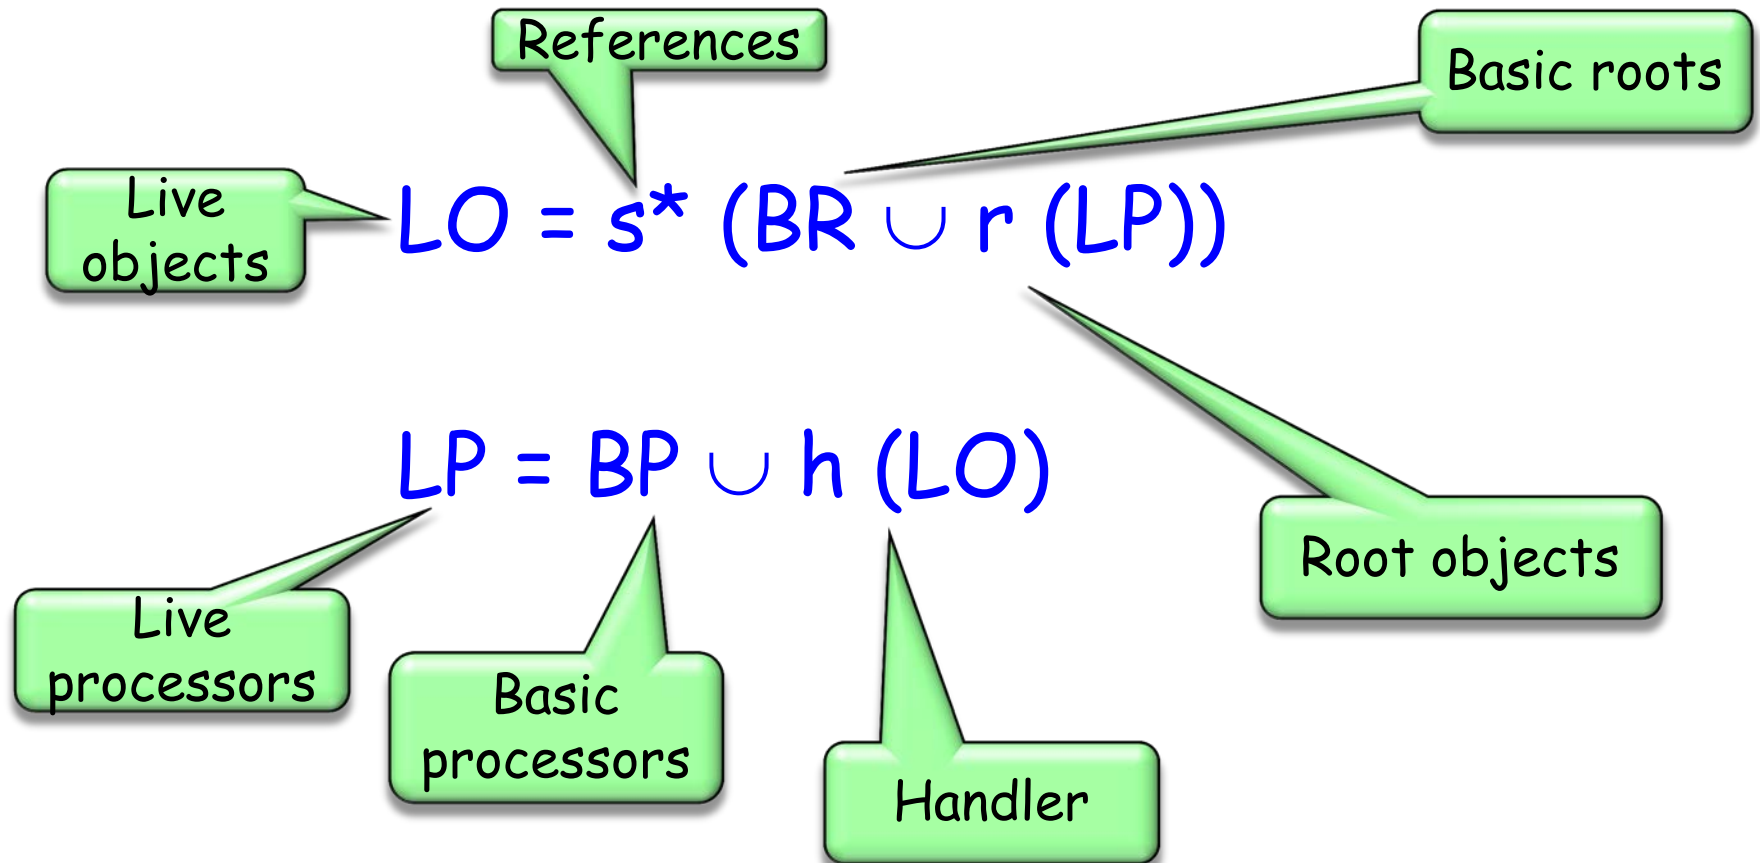 References
Basic roots
Live
objects
LO = s* (BR ∪ r (LP))
LP = BP ∪ h (LO)
Root objects
Live
processors
Basic
processors
Handler